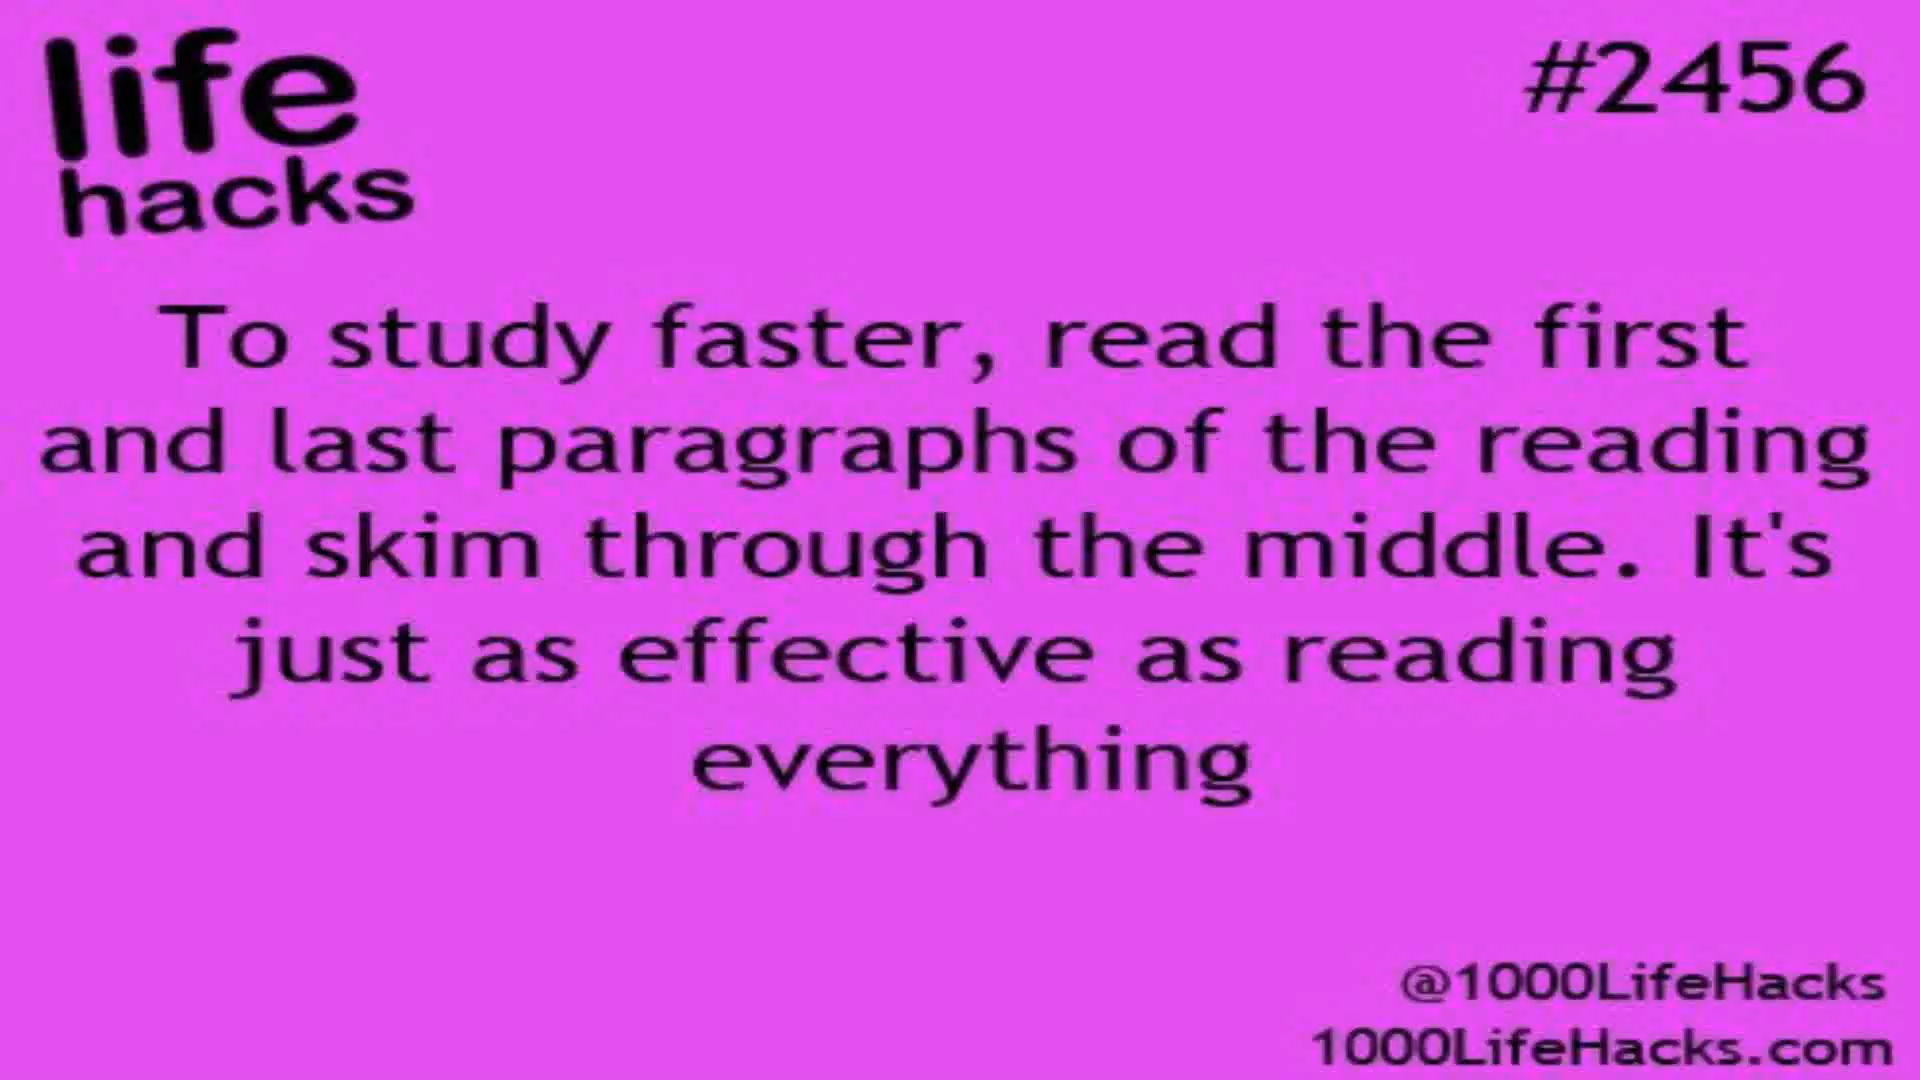 life
hacks
#2456
To study faster, read the first
and last paragraphs of the reading
and skim through the middle. It's
just as effective as reading
everything
@1000LifeHacks
1000LifeHacks.com